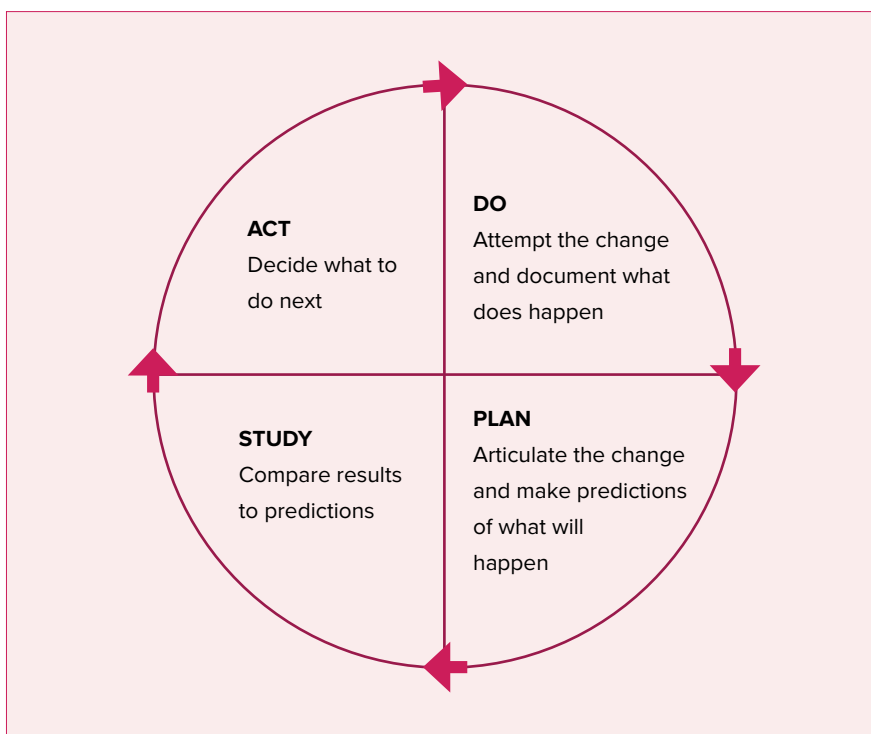 ACT
Decide what to
do next
DO
Attempt the change
and document what
does happen
STUDY
Compare results
to predictions
PLAN
Articulate the change
and make predictions
of what will
happen